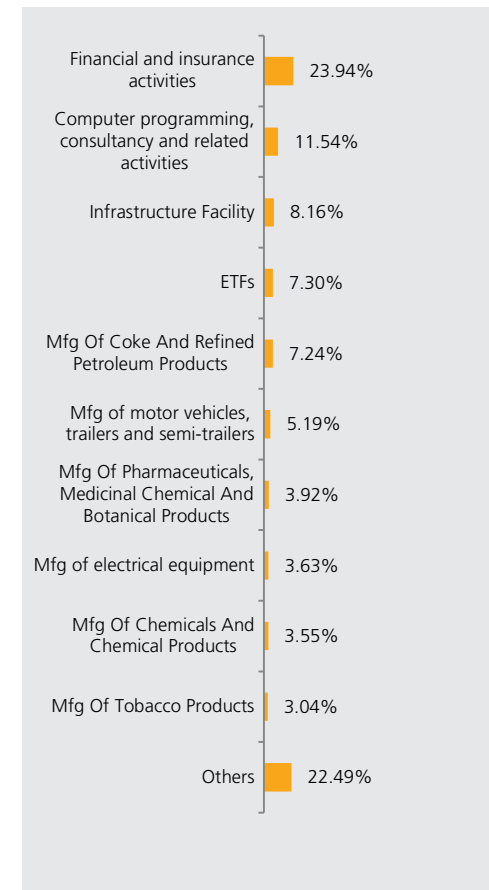 Financial and insurance
activities
23.94%
Computer programming,
consultancy and related
activities
11.54%
Infrastructure Facility
8.16%
ETFs
7.30%
Mfg Of Coke And Refined
Petroleum Products
7.24%
Mfg of motor vehicles,
trailers and semi-trailers
5.19%
Mfg Of Pharmaceuticals,
Medicinal Chemical And
Botanical Products
3.92%
Mfg of electrical equipment
3.63%
Mfg Of Chemicals And
Chemical Products
3.55%
Mfg Of Tobacco Products
3.04%
Others
22.49%